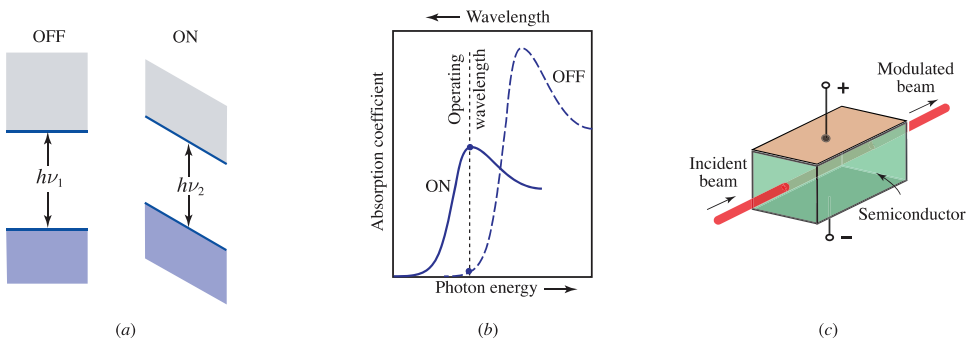 OFF
ON
hν₁
hν₂
(a)
Wavelength
Absorption coefficient
Operating
wavelength
OFF
ON
Photon energy
(b)
+
Modulated
beam
Incident
beam
Semiconductor
−
(c)